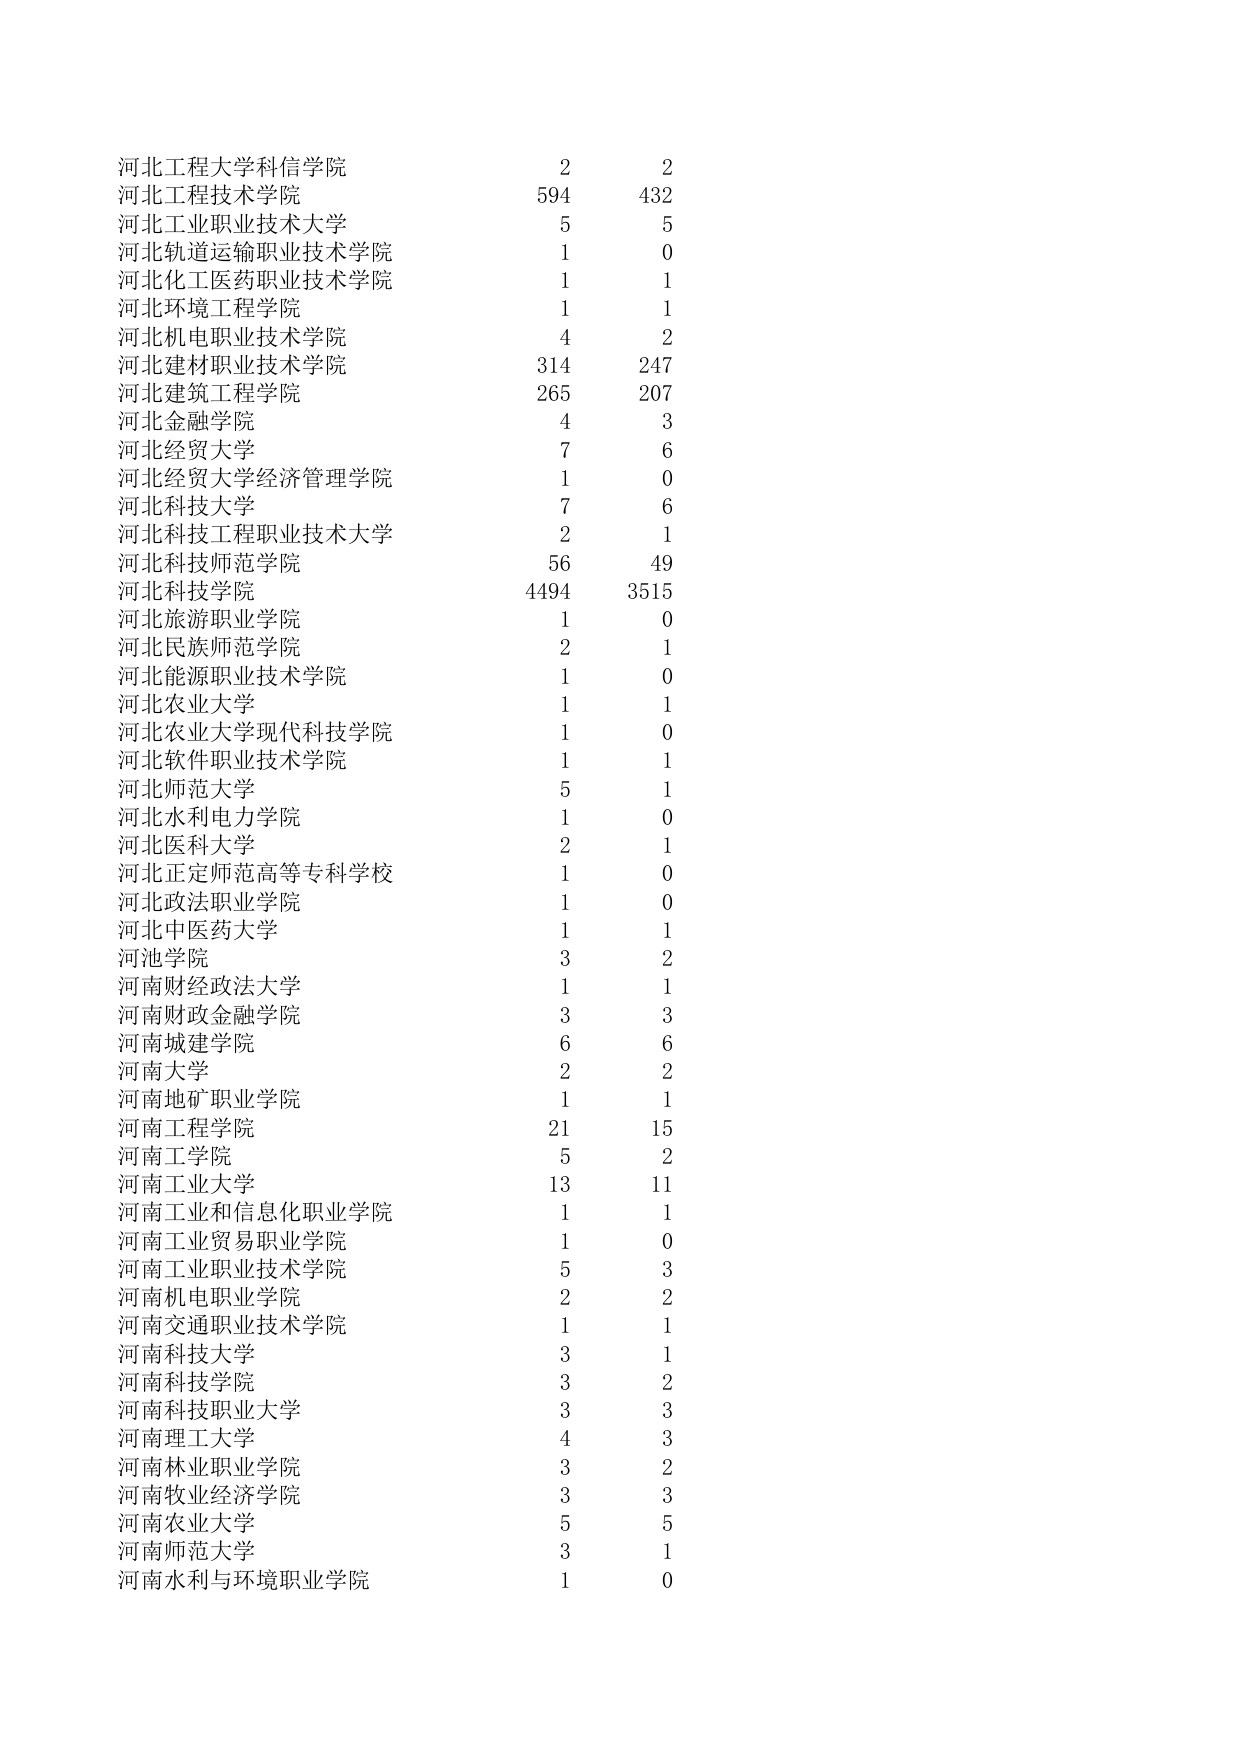 河北工程大学科信学院 2 2
河北工程技术学院 594 432
河北工业职业技术大学 5 5
河北轨道运输职业技术学院 1 0
河北化工医药职业技术学院 1 1
河北环境工程学院 1 1
河北机电职业技术学院 4 2
河北建材职业技术学院 314 247
河北建筑工程学院 265 207
河北金融学院 4 3
河北经贸大学 7 6
河北经贸大学经济管理学院 1 0
河北科技大学 7 6
河北科技工程职业技术大学 2 1
河北科技师范学院 56 49
河北科技学院 4494 3515
河北旅游职业学院 1 0
河北民族师范学院 2 1
河北能源职业技术学院 1 0
河北农业大学 1 1
河北农业大学现代科技学院 1 0
河北软件职业技术学院 1 1
河北师范大学 5 1
河北水利电力学院 1 0
河北医科大学 2 1
河北正定师范高等专科学校 1 0
河北政法职业学院 1 0
河北中医药大学 1 1
河池学院 3 2
河南财经政法大学 1 1
河南财政金融学院 3 3
河南城建学院 6 6
河南大学 2 2
河南地矿职业学院 1 1
河南工程学院 21 15
河南工学院 5 2
河南工业大学 13 11
河南工业和信息化职业学院 1 1
河南工业贸易职业学院 1 0
河南工业职业技术学院 5 3
河南机电职业学院 2 2
河南交通职业技术学院 1 1
河南科技大学 3 1
河南科技学院 3 2
河南科技职业大学 3 3
河南理工大学 4 3
河南林业职业学院 3 2
河南牧业经济学院 3 3
河南农业大学 5 5
河南师范大学 3 1
河南水利与环境职业学院 1 0